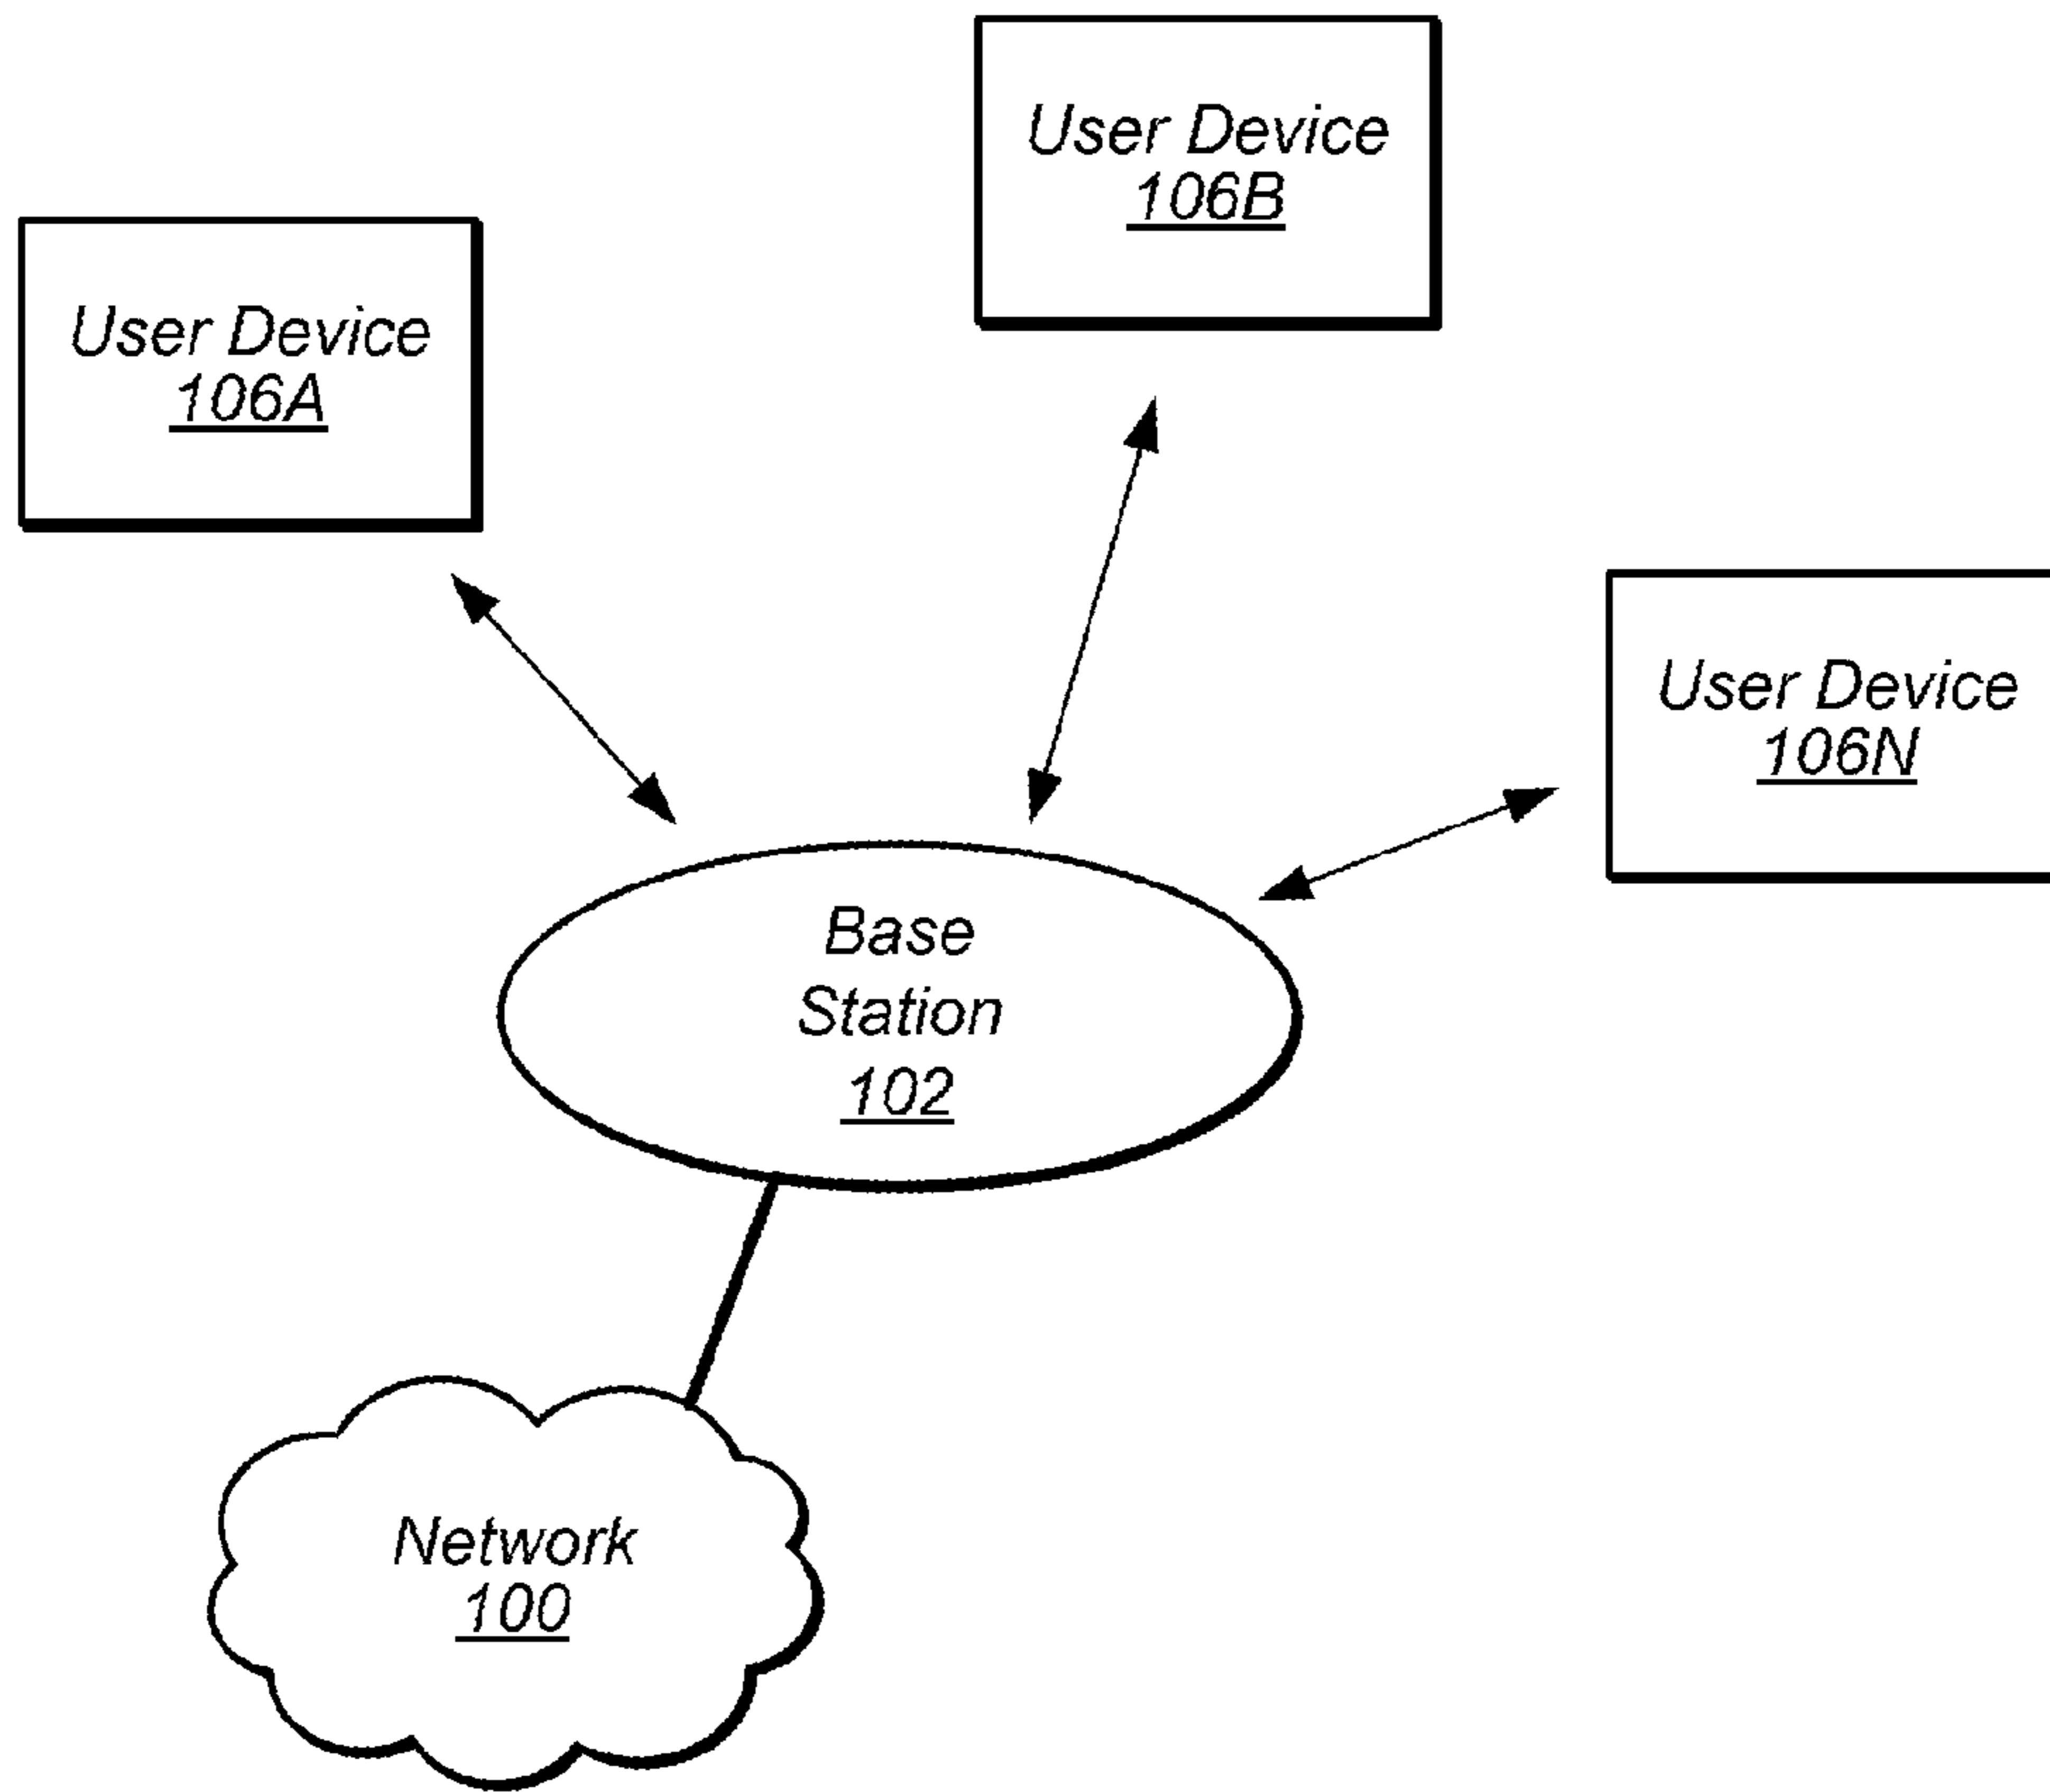 User Device
106B
User Device
106A
User Device
106N
Base
Station
102
Network
100